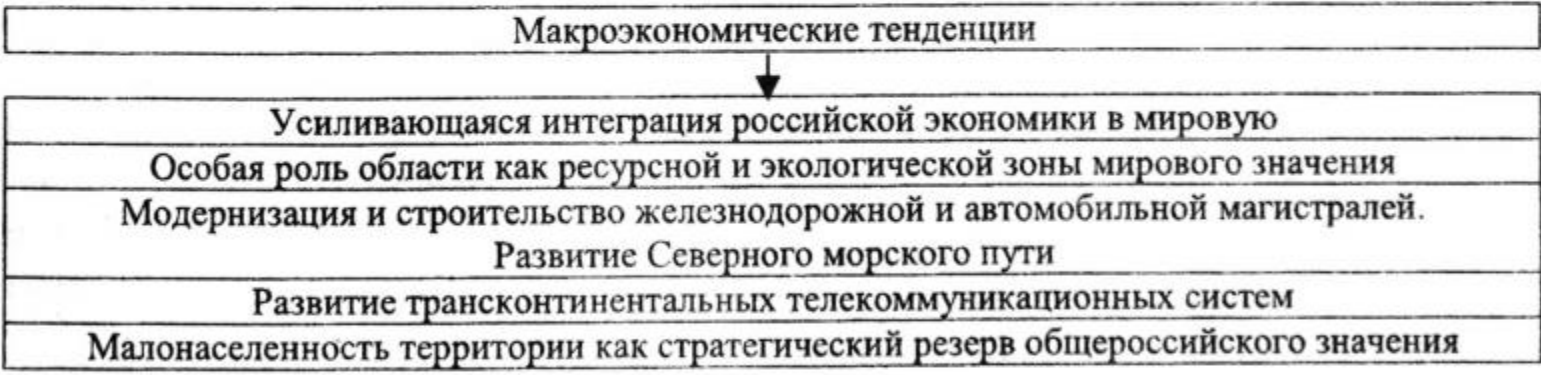 Макроэкономические тенденции
Усиливающаяся интеграция российской экономики в мировую
Особая роль области как ресурсной и экологической зоны мирового значения
Модернизация и строительство железнодорожной и автомобильной магистралей.
Развитие Северного морского пути
Развитие трансконтинентальных телекоммуникационных систем
Малонаселенность территории как стратегический резерв общероссийского значения